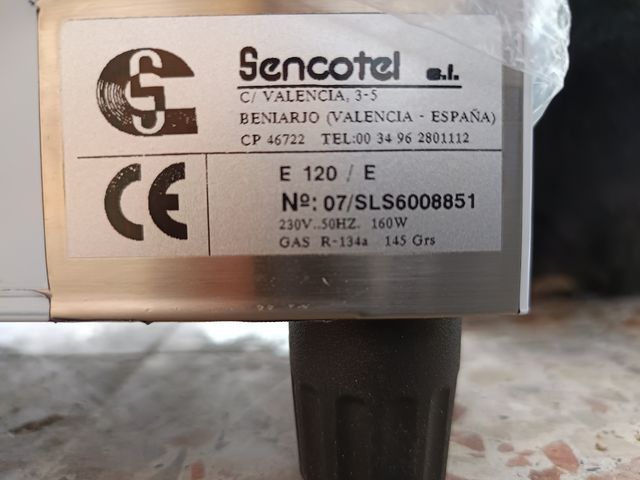 Sencotel s.l.
C/ VALENCIA, 3-5
BENIARJO (VALENCIA - ESPAÑA)
CP 46722 TEL:00 34 96 2801112
CE
E 120 / E
Nº: 07/SLS6008851
230V..50HZ. 160W
GAS R-134a 145 Grs